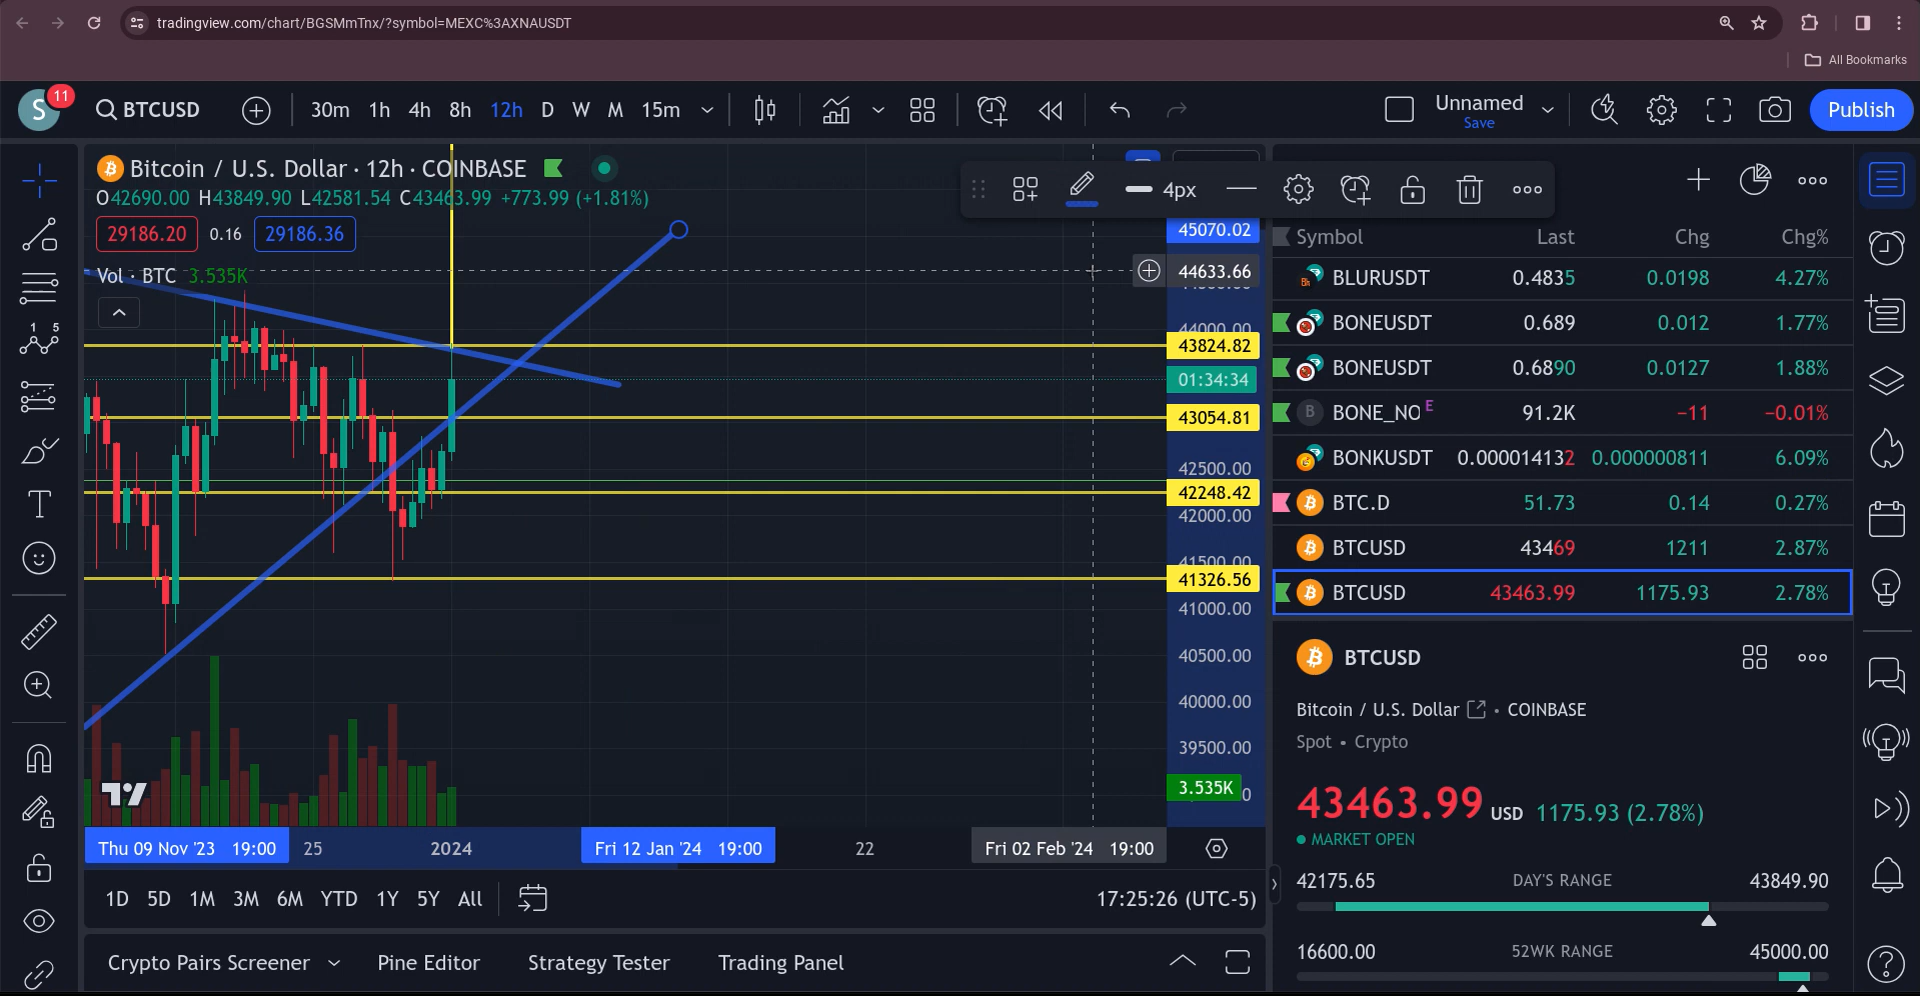 tradingview.com/chart/BGSMmTnx/?symbol=MEXC%3AXNAUSDT
All Bookmarks
S 11 BTCUSD 30m 1h 4h 8h 12h D W M 15m Unnamed Save Publish
Bitcoin / U.S. Dollar · 12h · COINBASE
O42690.00 H43849.90 L42581.54 C43463.99 +773.99 (+1.81%)
29186.20 0.16 29186.36
Vol · BTC 3.535K
4px
45070.02
44633.66
44000.00
43824.82
01:34:34
43054.81
42500.00
42248.42
42000.00
41500.00
41326.56
41000.00
40500.00
40000.00
39500.00
3.535K
Thu 09 Nov '23 19:00 25 2024 Fri 12 Jan '24 19:00 22 Fri 02 Feb '24 19:00
1D 5D 1M 3M 6M YTD 1Y 5Y All 17:25:26 (UTC-5)
Crypto Pairs Screener Pine Editor Strategy Tester Trading Panel
Symbol Last Chg Chg%
BLURUSDT 0.4835 0.0198 4.27%
BONEUSDT 0.689 0.012 1.77%
BONEUSDT 0.6890 0.0127 1.88%
B BONE_NO E 91.2K −11 −0.01%
BONKUSDT 0.000014132 0.000000811 6.09%
BTC.D 51.73 0.14 0.27%
BTCUSD 43469 1211 2.87%
BTCUSD 43463.99 1175.93 2.78%
BTCUSD
Bitcoin / U.S. Dollar • COINBASE
Spot • Crypto
43463.99 USD 1175.93 (2.78%)
MARKET OPEN
42175.65 DAY'S RANGE 43849.90
16600.00 52WK RANGE 45000.00